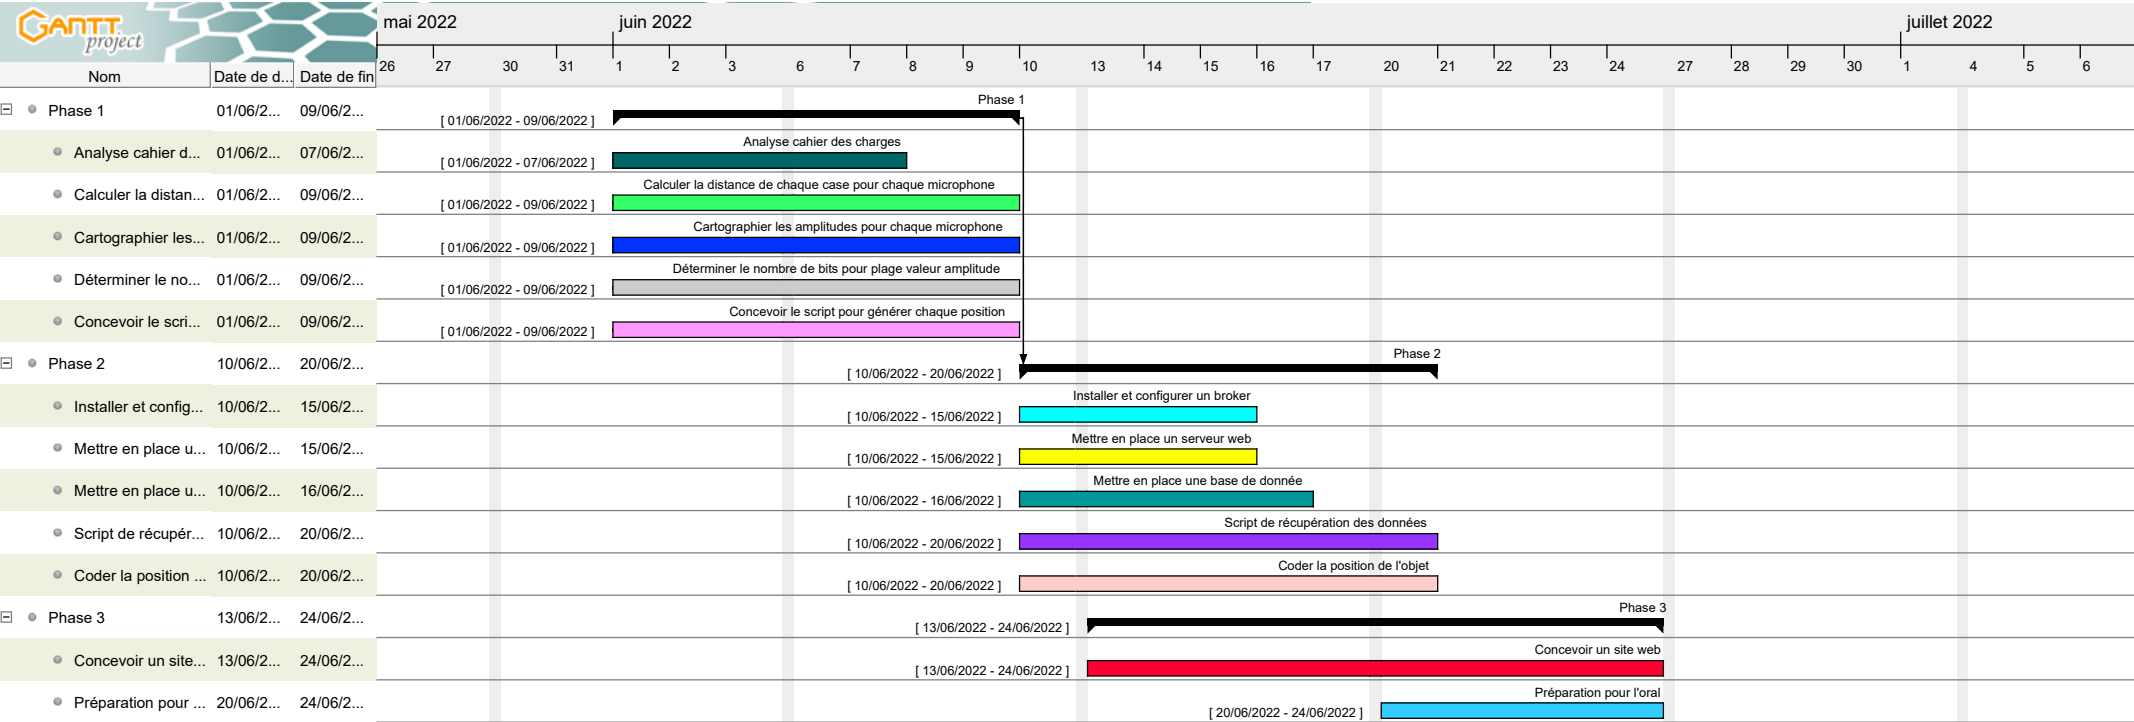 GANTT project
mai 2022 juin 2022 juillet 2022
26 27 30 31 1 2 3 6 7 8 9 10 13 14 15 16 17 20 21 22 23 24 27 28 29 30 1 4 5 6
Nom Date de d... Date de fin
Phase 1
Phase 1 01/06/2... 09/06/2... [ 01/06/2022 - 09/06/2022 ]
Analyse cahier des charges
Analyse cahier d... 01/06/2... 07/06/2... [ 01/06/2022 - 07/06/2022 ]
Calculer la distance de chaque case pour chaque microphone
Calculer la distan... 01/06/2... 09/06/2... [ 01/06/2022 - 09/06/2022 ]
Cartographier les amplitudes pour chaque microphone
Cartographier les... 01/06/2... 09/06/2... [ 01/06/2022 - 09/06/2022 ]
Déterminer le nombre de bits pour plage valeur amplitude
Déterminer le no... 01/06/2... 09/06/2... [ 01/06/2022 - 09/06/2022 ]
Concevoir le script pour générer chaque position
Concevoir le scri... 01/06/2... 09/06/2... [ 01/06/2022 - 09/06/2022 ]
Phase 2
Phase 2 10/06/2... 20/06/2... [ 10/06/2022 - 20/06/2022 ]
Installer et configurer un broker
Installer et config... 10/06/2... 15/06/2... [ 10/06/2022 - 15/06/2022 ]
Mettre en place un serveur web
Mettre en place u... 10/06/2... 15/06/2... [ 10/06/2022 - 15/06/2022 ]
Mettre en place une base de donnée
Mettre en place u... 10/06/2... 16/06/2... [ 10/06/2022 - 16/06/2022 ]
Script de récupération des données
Script de récupér... 10/06/2... 20/06/2... [ 10/06/2022 - 20/06/2022 ]
Coder la position de l'objet
Coder la position ... 10/06/2... 20/06/2... [ 10/06/2022 - 20/06/2022 ]
Phase 3
Phase 3 13/06/2... 24/06/2... [ 13/06/2022 - 24/06/2022 ]
Concevoir un site web
Concevoir un site... 13/06/2... 24/06/2... [ 13/06/2022 - 24/06/2022 ]
Préparation pour l'oral
Préparation pour ... 20/06/2... 24/06/2... [ 20/06/2022 - 24/06/2022 ]